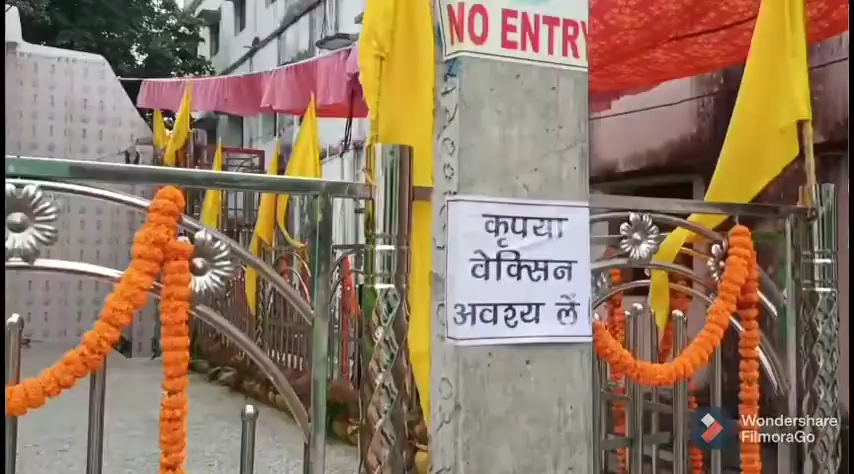 NO ENTRY
कृपया
वेक्सिन
अवश्य लें
Wondershare
FilmoraGo